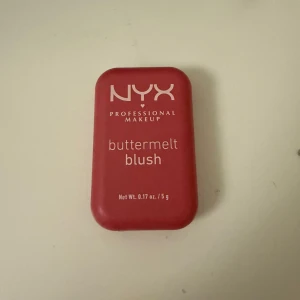 NYX
PROFESSIONAL
MAKEUP
buttermelt
blush
Net Wt. 0.17 oz. / 5 g